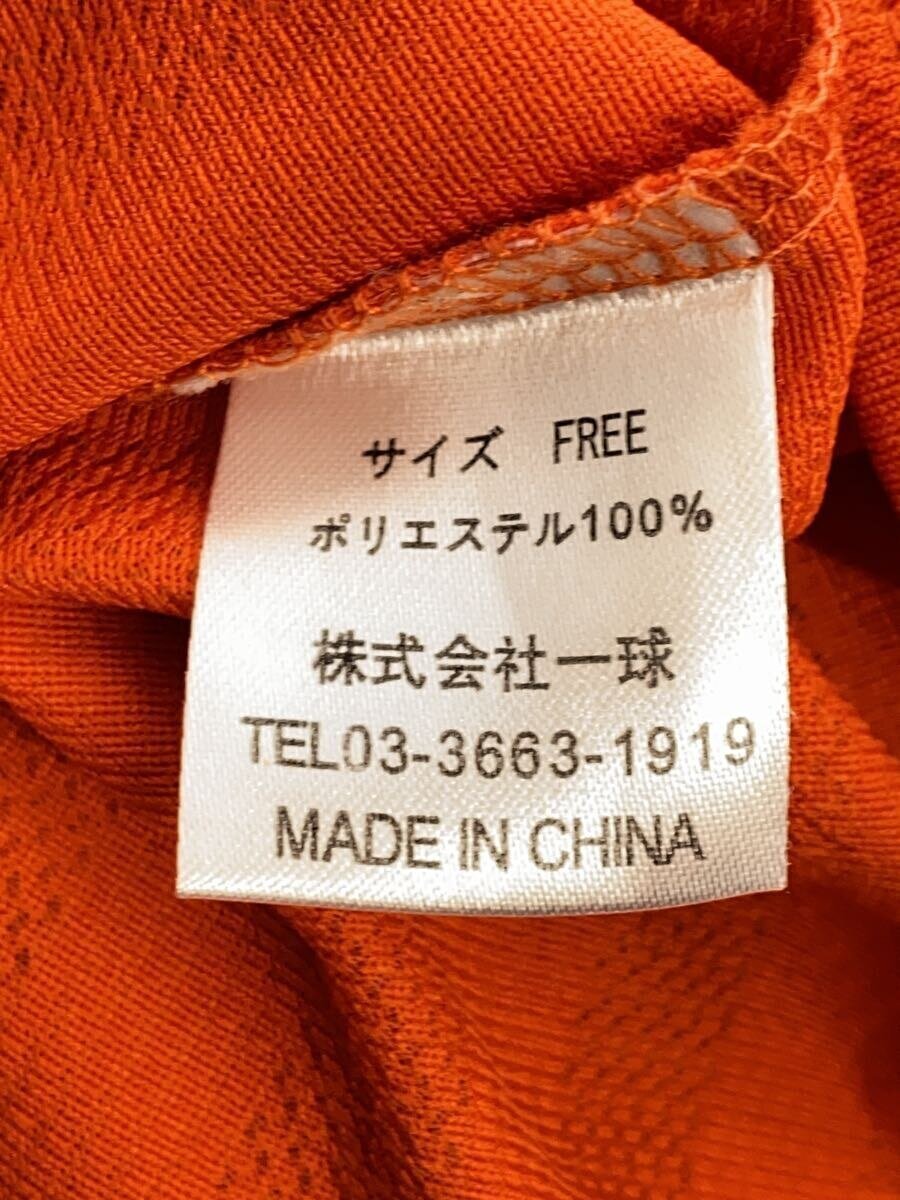 サイズ FREE
ポリエステル100%
株式会社一球
TEL03-3663-1919
MADE IN CHINA